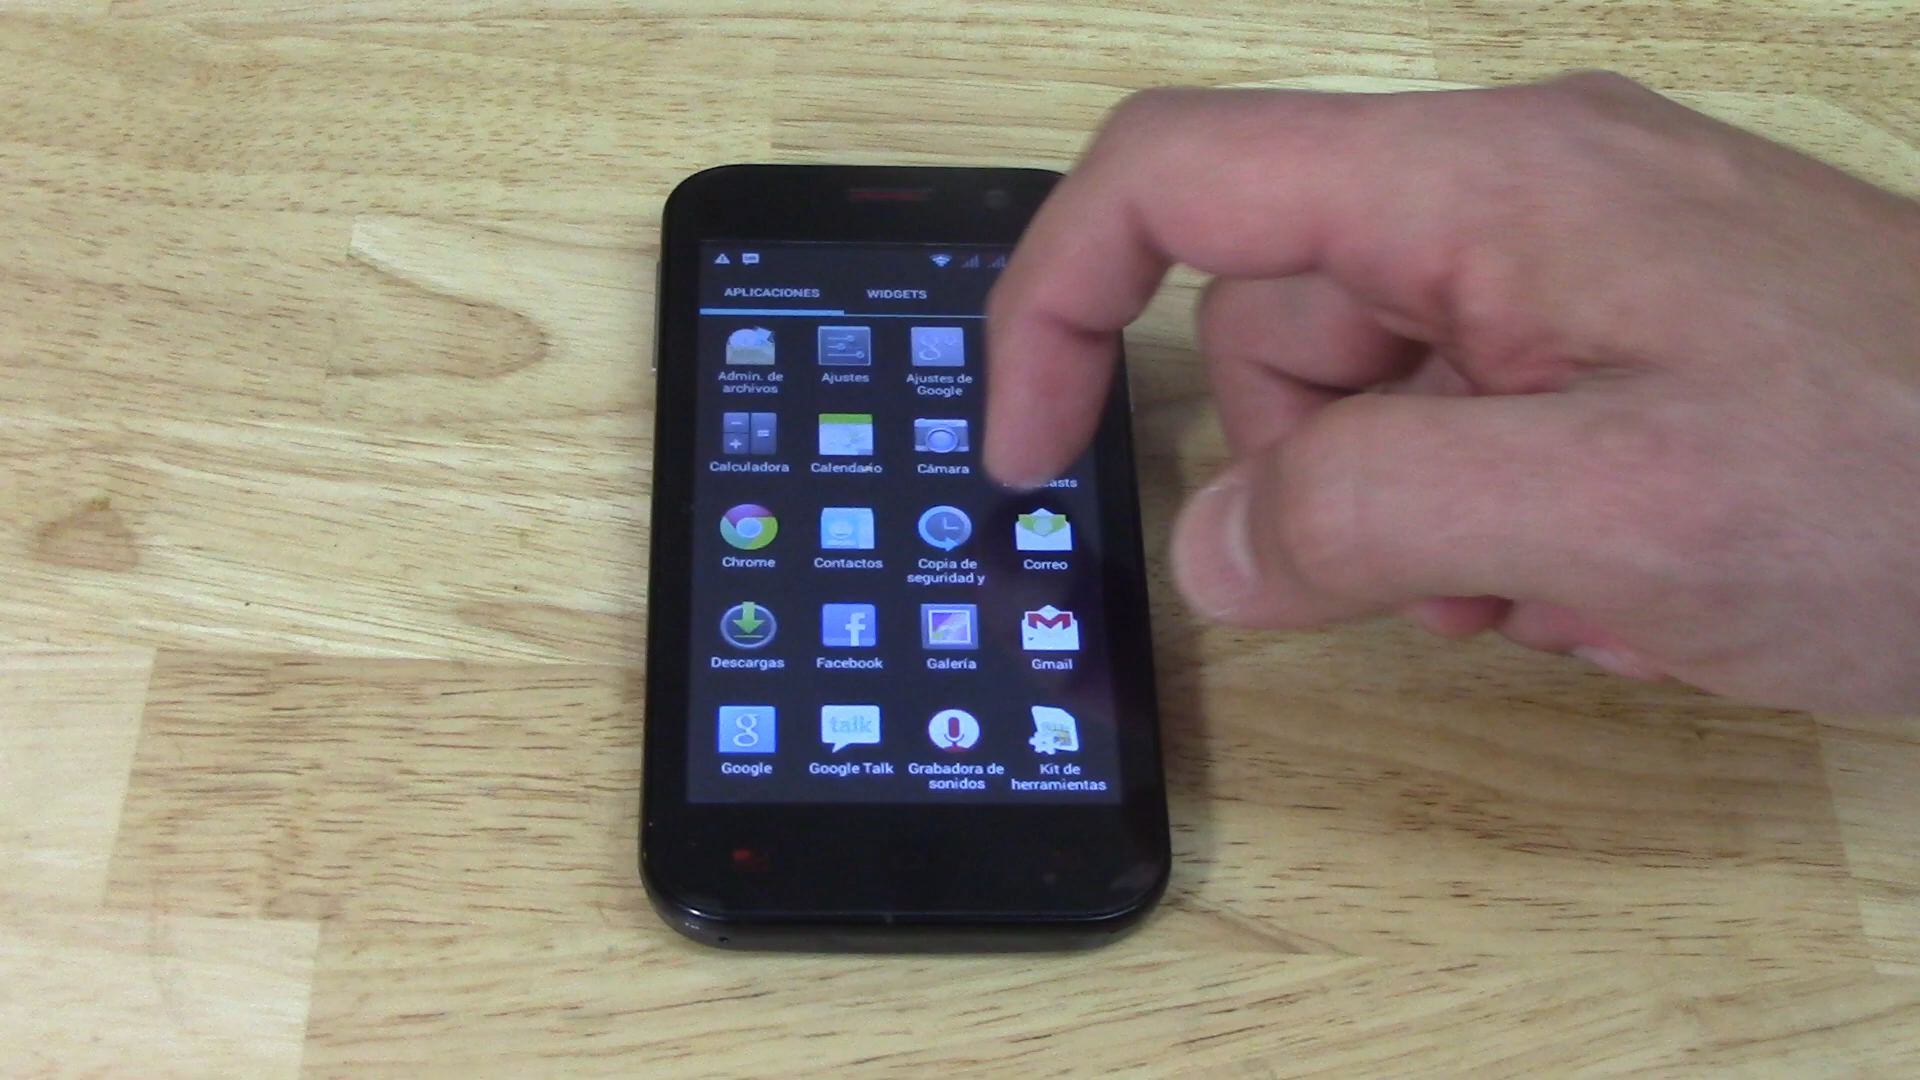 APLICACIONES WIDGETS
Admin. de
archivos
Ajustes
Ajustes de
Google
Calculadora
Calendario
Cámara
Chrome
Contactos
Copia de
seguridad y
Correo
Descargas
Facebook
Galería
Gmail
g
Google
talk
Google Talk
Grabadora de
sonidos
Kit de
herramientas